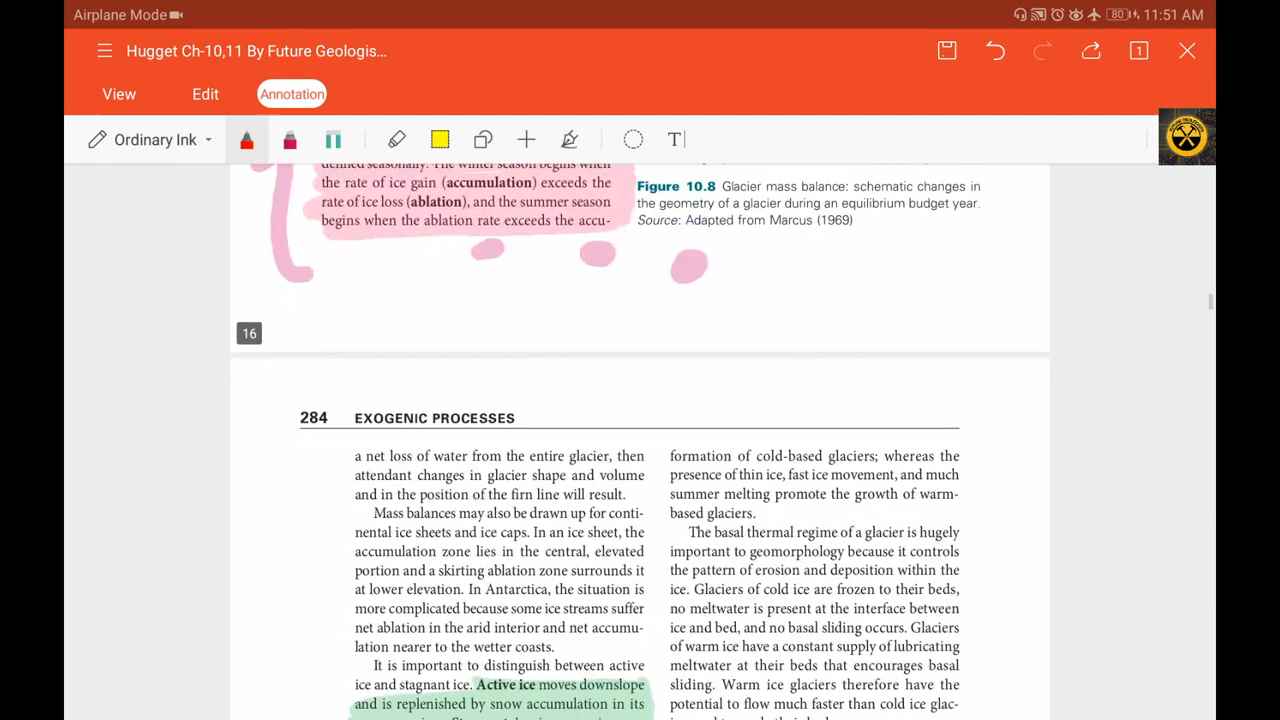 Airplane Mode
80
11:51 AM
Hugget Ch-10,11 By Future Geologis...
1
View
Edit
Annotation
Ordinary Ink
T
defined seasonally. The winter season begins when
the rate of ice gain (accumulation) exceeds the
rate of ice loss (ablation), and the summer season
begins when the ablation rate exceeds the accu-
Figure 10.8 Glacier mass balance: schematic changes in
the geometry of a glacier during an equilibrium budget year.
Source: Adapted from Marcus (1969)
16
284 EXOGENIC PROCESSES
a net loss of water from the entire glacier, then
attendant changes in glacier shape and volume
and in the position of the firn line will result.
Mass balances may also be drawn up for conti-
nental ice sheets and ice caps. In an ice sheet, the
accumulation zone lies in the central, elevated
portion and a skirting ablation zone surrounds it
at lower elevation. In Antarctica, the situation is
more complicated because some ice streams suffer
net ablation in the arid interior and net accumu-
lation nearer to the wetter coasts.
It is important to distinguish between active
ice and stagnant ice. Active ice moves downslope
and is replenished by snow accumulation in its
formation of cold-based glaciers; whereas the
presence of thin ice, fast ice movement, and much
summer melting promote the growth of warm-
based glaciers.
The basal thermal regime of a glacier is hugely
important to geomorphology because it controls
the pattern of erosion and deposition within the
ice. Glaciers of cold ice are frozen to their beds,
no meltwater is present at the interface between
ice and bed, and no basal sliding occurs. Glaciers
of warm ice have a constant supply of lubricating
meltwater at their beds that encourages basal
sliding. Warm ice glaciers therefore have the
potential to flow much faster than cold ice glac-